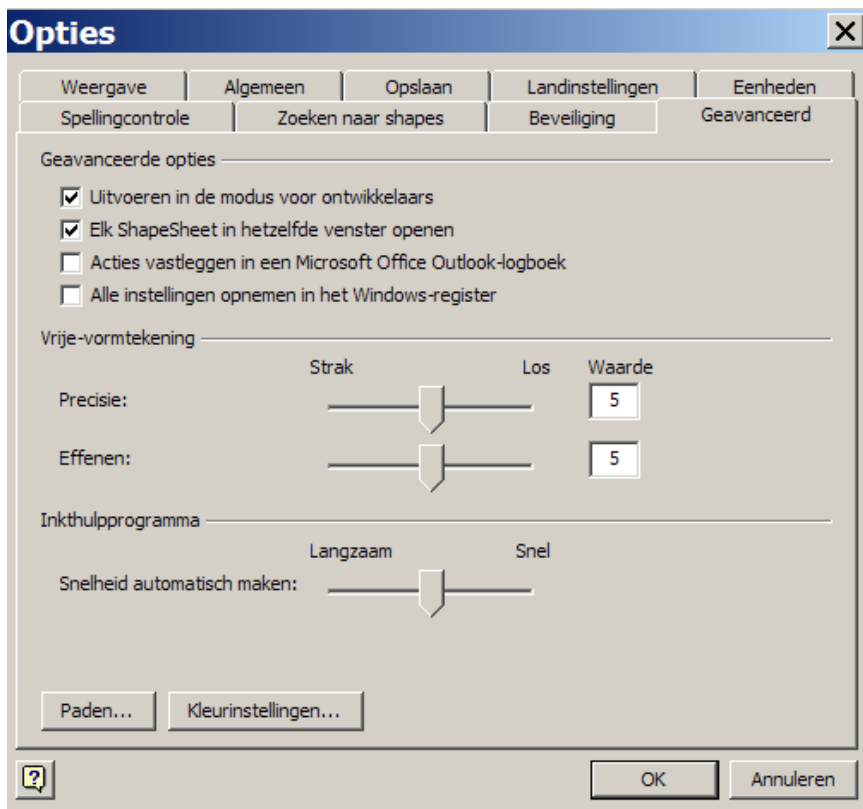 Opties
Weergave Algemeen Opslaan Landinstellingen Eenheden
Spellingcontrole Zoeken naar shapes Beveiliging Geavanceerd
Geavanceerde opties
Uitvoeren in de modus voor ontwikkelaars
Elk ShapeSheet in hetzelfde venster openen
Acties vastleggen in een Microsoft Office Outlook-logboek
Alle instellingen opnemen in het Windows-register
Vrije-vormtekening
Strak Los Waarde
Precisie: 5
Effenen: 5
Inkthulpprogramma
Langzaam Snel
Snelheid automatisch maken:
Paden... Kleurinstellingen...
? OK Annuleren